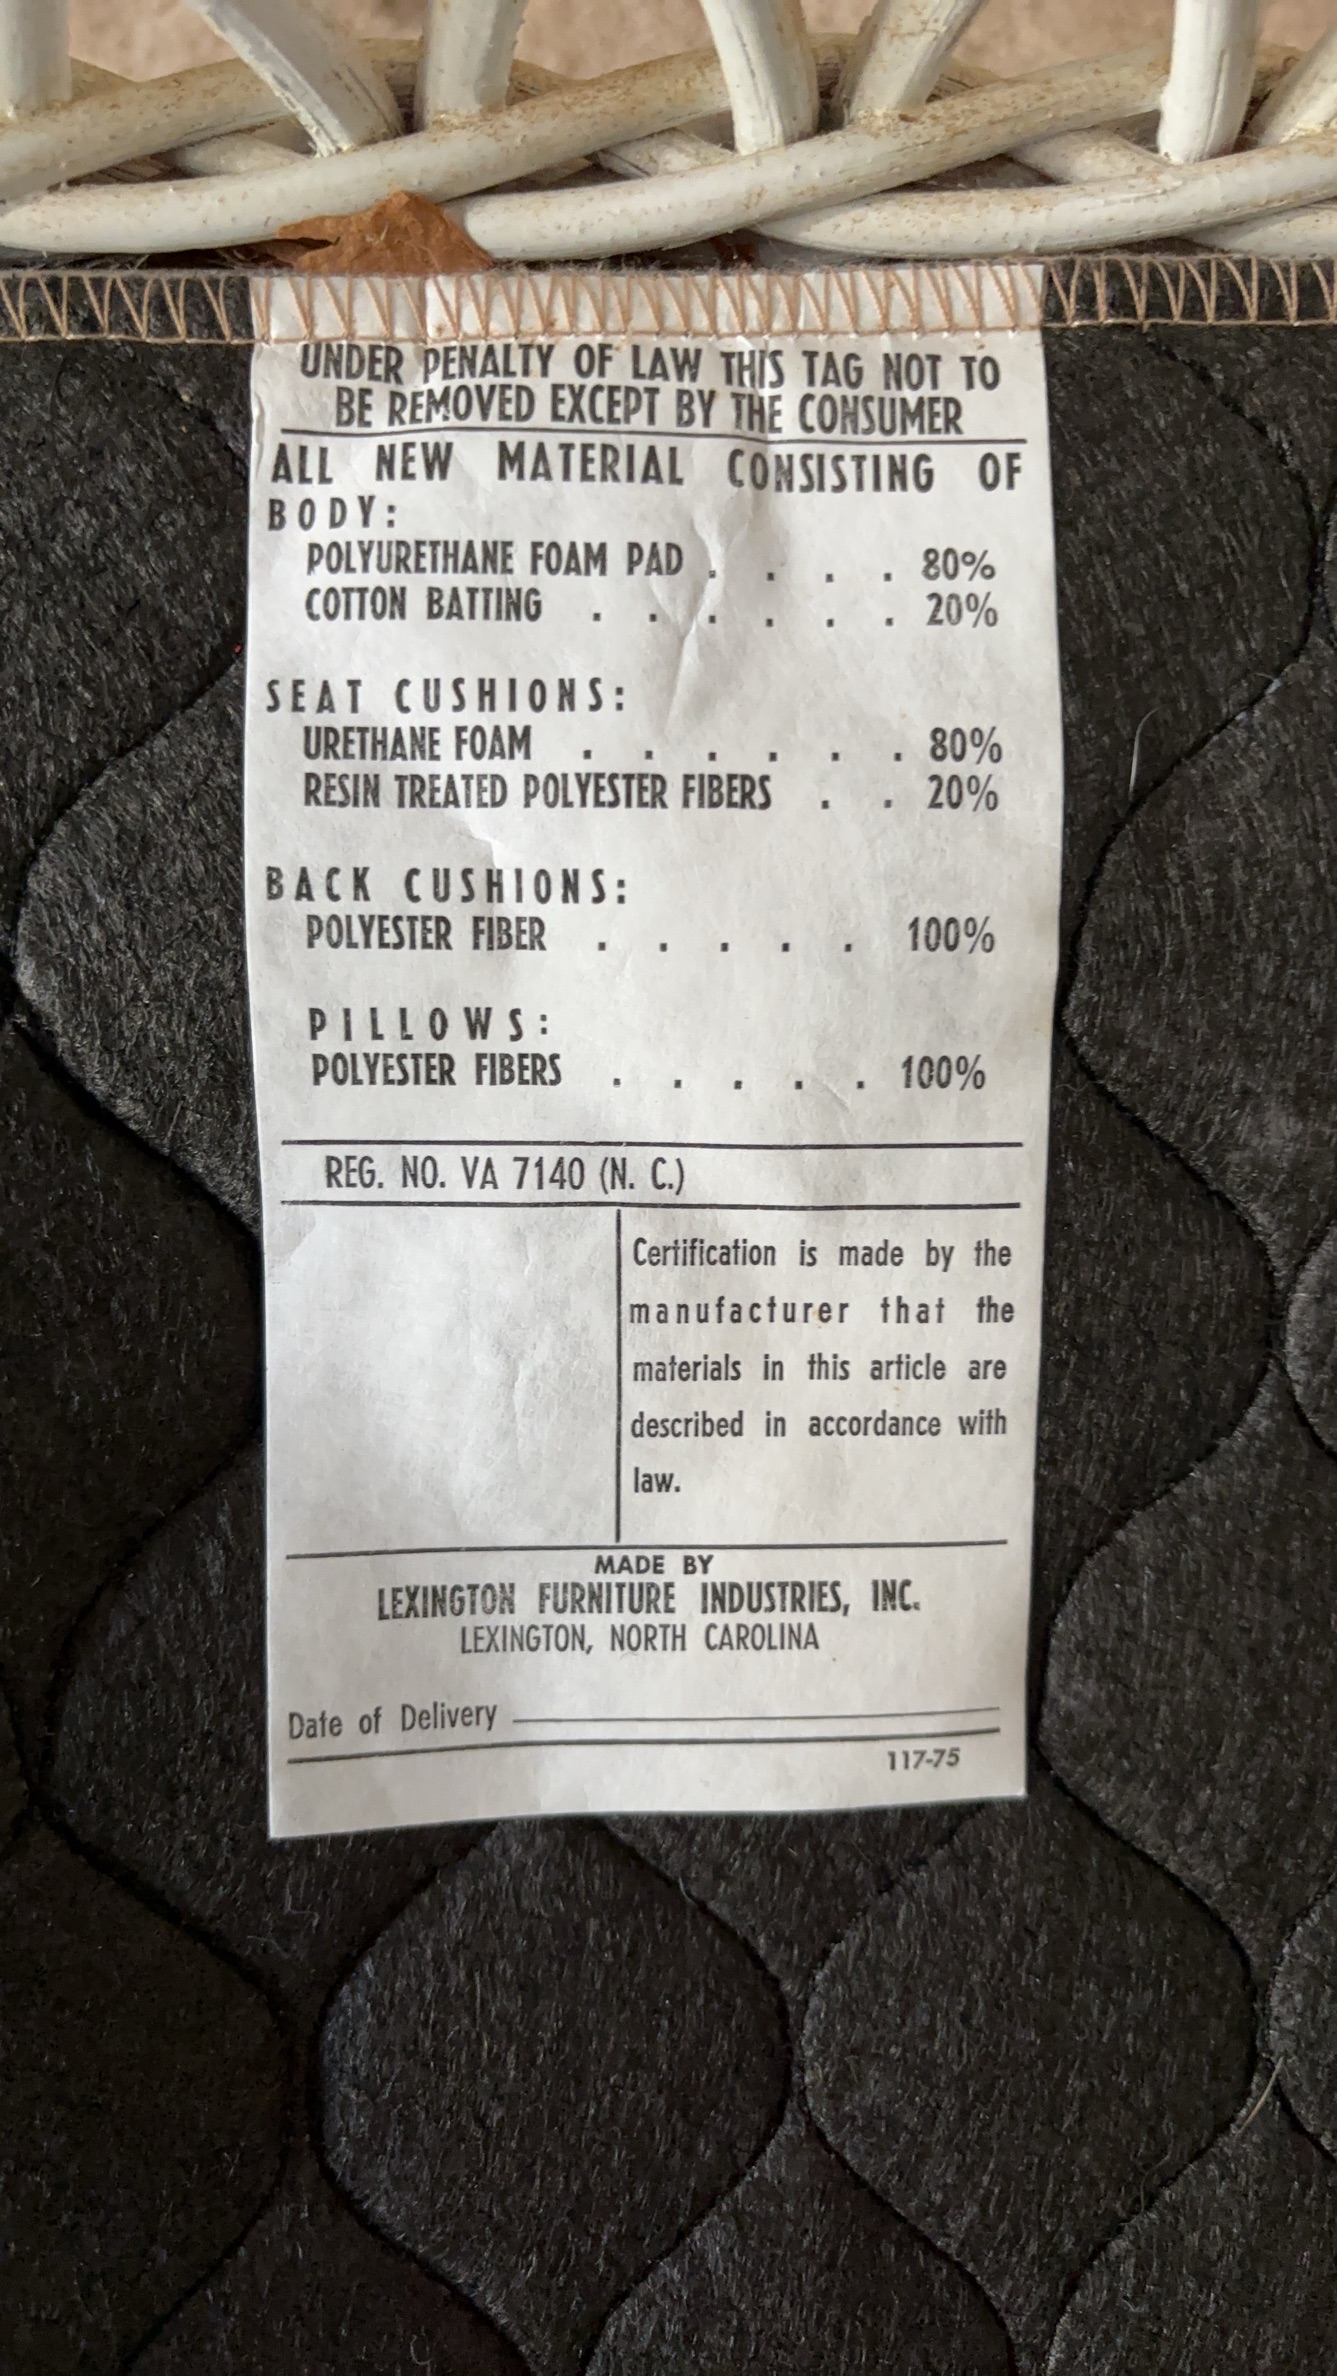 UNDER PENALTY OF LAW THIS TAG NOT TO
BE REMOVED EXCEPT BY THE CONSUMER
ALL NEW MATERIAL CONSISTING OF
BODY:
POLYURETHANE FOAM PAD . . . . 80%
COTTON BATTING . . . . . . 20%
SEAT CUSHIONS:
URETHANE FOAM . . . . . . 80%
RESIN TREATED POLYESTER FIBERS . . 20%
BACK CUSHIONS:
POLYESTER FIBER . . . . . 100%
PILLOWS:
POLYESTER FIBERS . . . . . 100%
REG. NO. VA 7140 (N. C.)
Certification is made by the
manufacturer that the
materials in this article are
described in accordance with
law.
MADE BY
LEXINGTON FURNITURE INDUSTRIES, INC.
LEXINGTON, NORTH CAROLINA
Date of Delivery
117-75